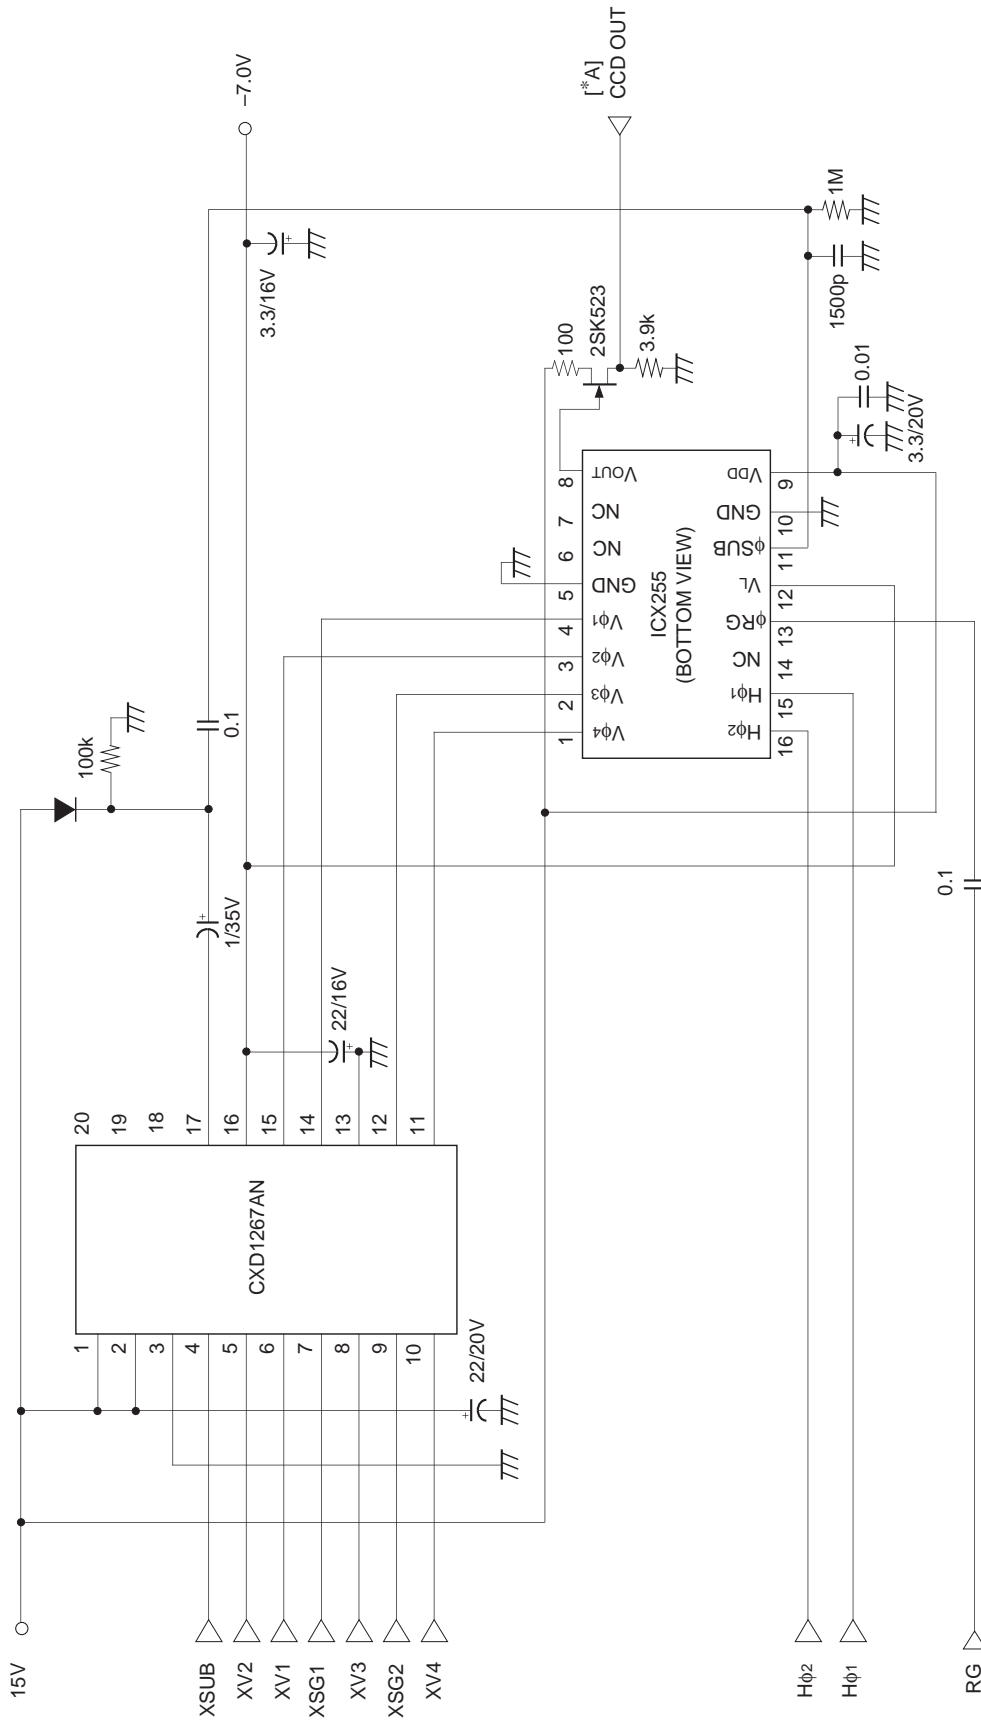 15V
XSUB
XV2
XV1
XSG1
XV3
XSG2
XV4
Hϕ2
Hϕ1
RG
22/20V
1
2
3
4
5
6
7
8
9
10
CXD1267AN
20
19
18
17
16
15
14
13
12
11
22/16V
1/35V
100k
0.1
0.1
–7.0V
3.3/16V
[*A]
CCD OUT
100
2SK523
3.9k
1M
1500p
0.01
3.3/20V
ICX255
(BOTTOM VIEW)
1
2
3
4
5
6
7
8
Vϕ4
Vϕ3
Vϕ2
Vϕ1
GND
NC
NC
VOUT
Hϕ2
Hϕ1
NC
ϕRG
VL
ϕSUB
GND
VDD
16
15
14
13
12
11
10
9